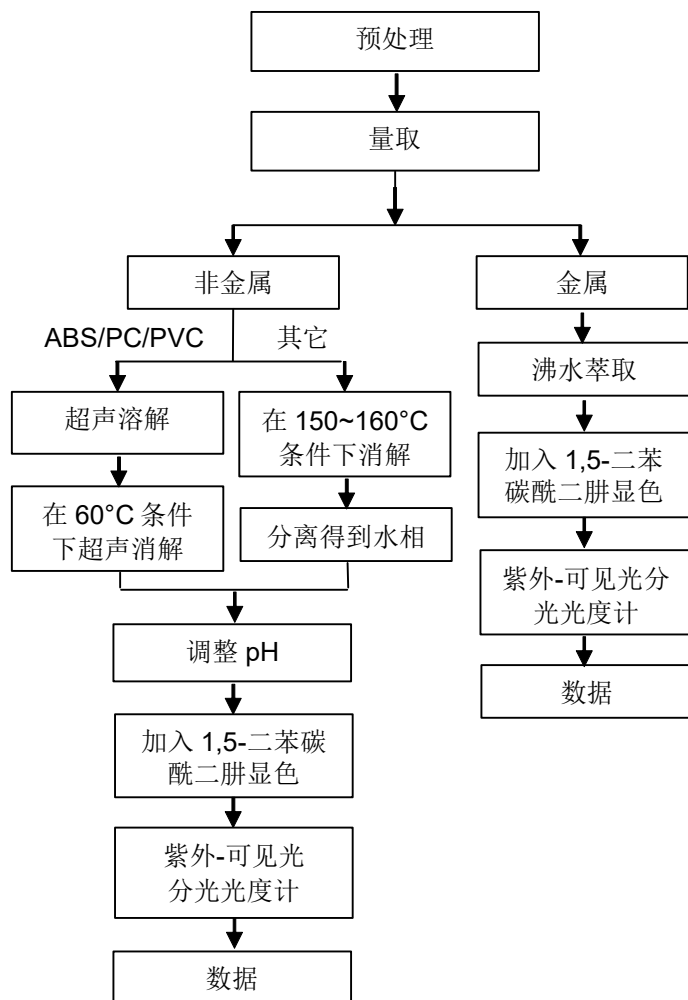 预处理
量取
非金属
金属
ABS/PC/PVC
其它
沸水萃取
超声溶解
在 150~160°C
条件下消解
加入 1,5-二苯
碳酰二肼显色
在 60°C 条件
下超声消解
分离得到水相
紫外-可见光分
光光度计
调整 pH
数据
加入 1,5-二苯碳
酰二肼显色
紫外-可见光
分光光度计
数据